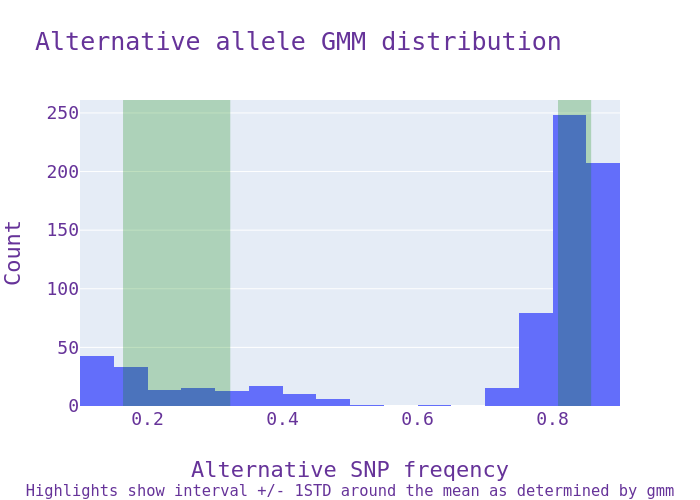 Alternative allele GMM distribution
250
200
150
100
50
0
Count
0.2 0.4 0.6 0.8
Alternative SNP freqency
Highlights show interval +/- 1STD around the mean as determined by gmm